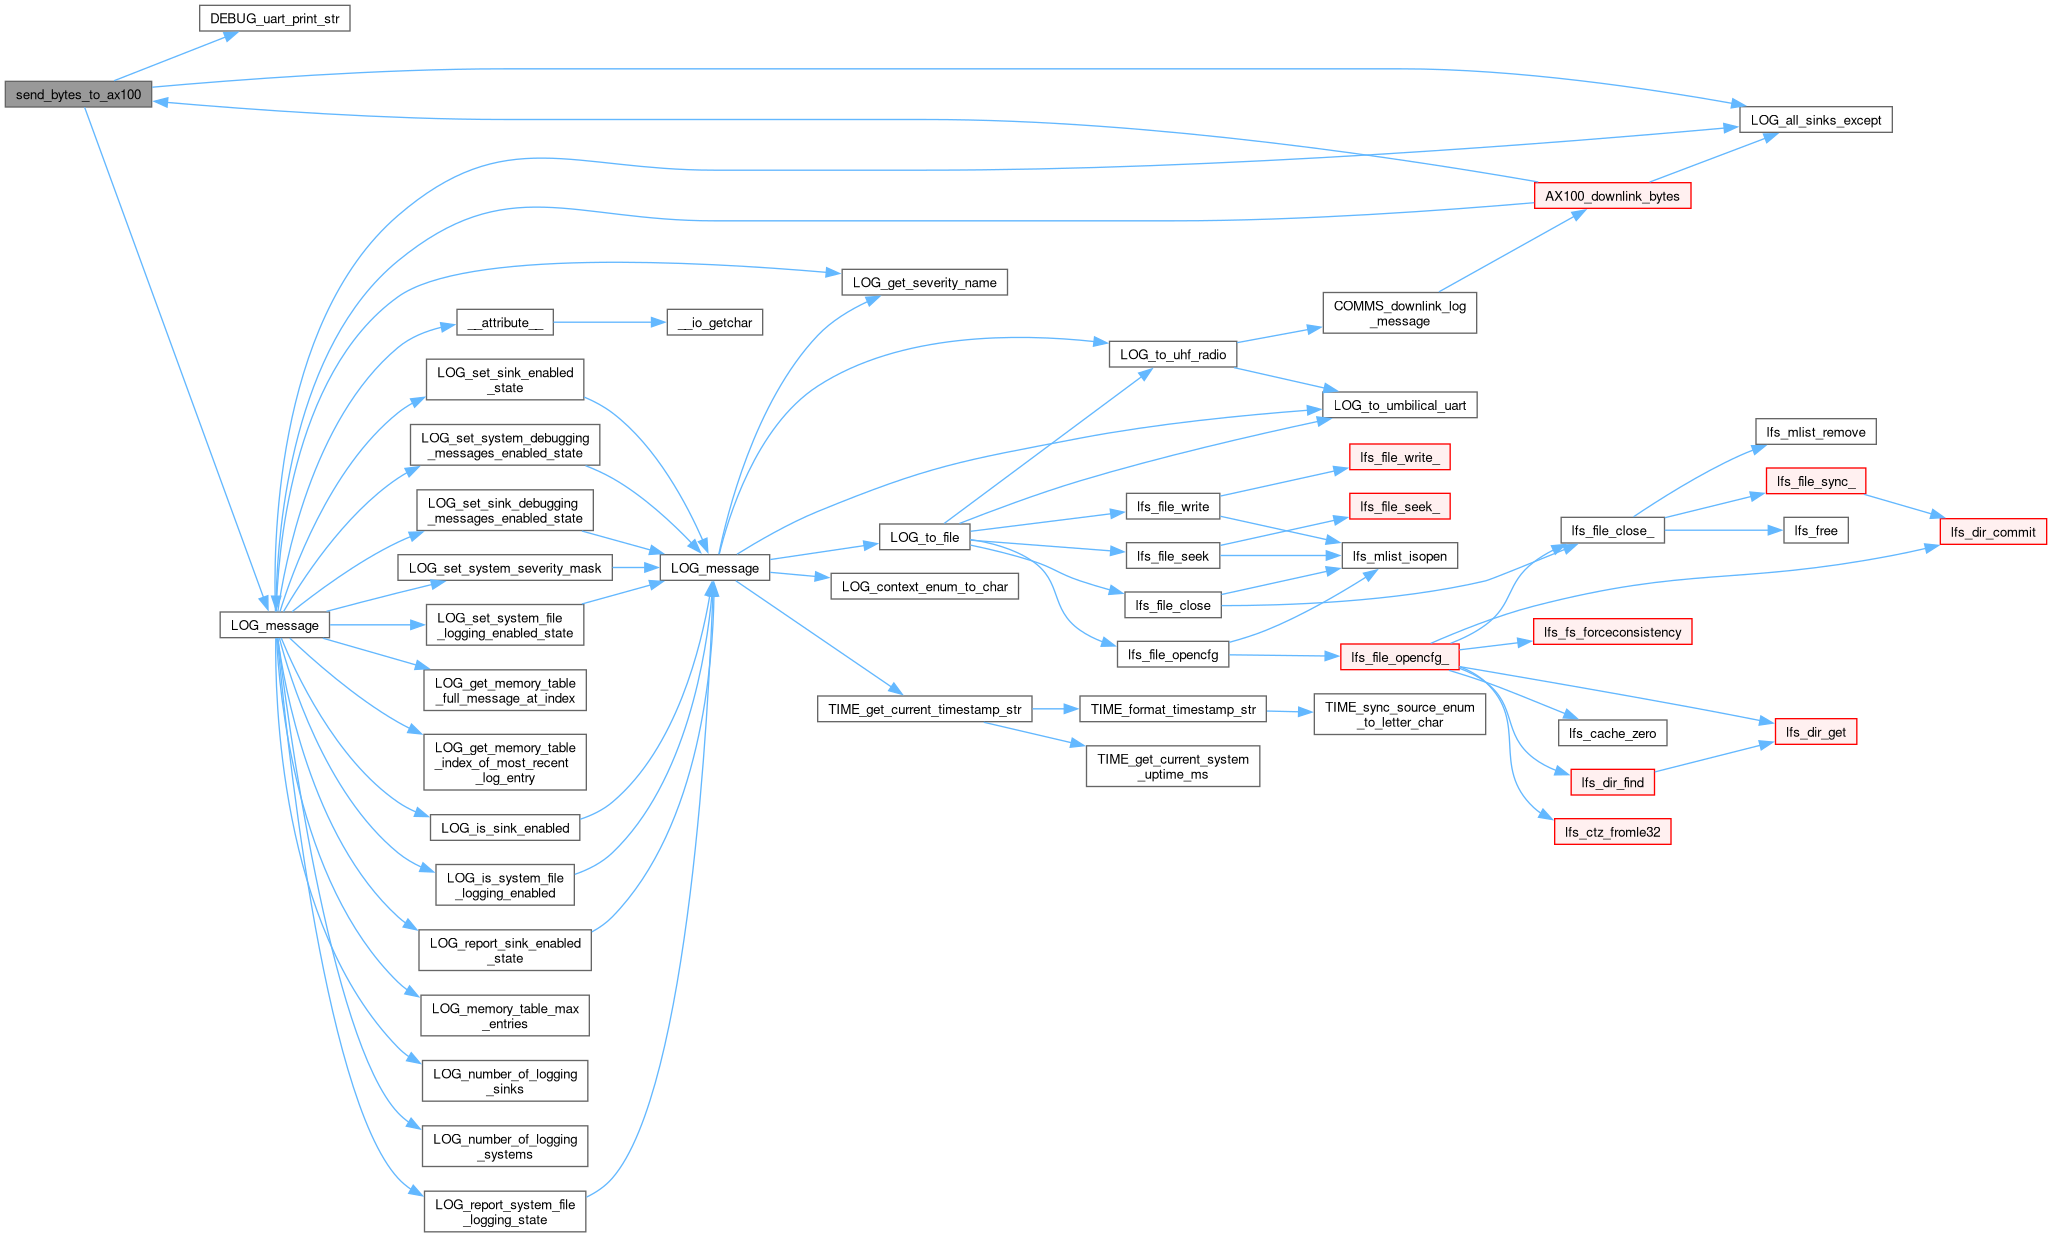 DEBUG_uart_print_str
send_bytes_to_ax100
LOG_all_sinks_except
AX100_downlink_bytes
LOG_get_severity_name
COMMS_downlink_log
_message
__attribute__
__io_getchar
LOG_to_uhf_radio
LOG_set_sink_enabled
_state
LOG_to_umbilical_uart
LOG_set_system_debugging
_messages_enabled_state
lfs_mlist_remove
lfs_file_write_
LOG_set_sink_debugging
_messages_enabled_state
lfs_file_write
lfs_file_seek_
lfs_file_sync_
LOG_to_file
lfs_file_close_
lfs_free
lfs_dir_commit
LOG_set_system_severity_mask
LOG_message
lfs_file_seek
lfs_mlist_isopen
LOG_context_enum_to_char
lfs_file_close
LOG_message
LOG_set_system_file
_logging_enabled_state
lfs_file_opencfg
lfs_file_opencfg_
lfs_fs_forceconsistency
LOG_get_memory_table
_full_message_at_index
TIME_get_current_timestamp_str
TIME_format_timestamp_str
TIME_sync_source_enum
_to_letter_char
lfs_cache_zero
lfs_dir_get
LOG_get_memory_table
_index_of_most_recent
_log_entry
TIME_get_current_system
_uptime_ms
lfs_dir_find
LOG_is_sink_enabled
lfs_ctz_fromle32
LOG_is_system_file
_logging_enabled
LOG_report_sink_enabled
_state
LOG_memory_table_max
_entries
LOG_number_of_logging
_sinks
LOG_number_of_logging
_systems
LOG_report_system_file
_logging_state